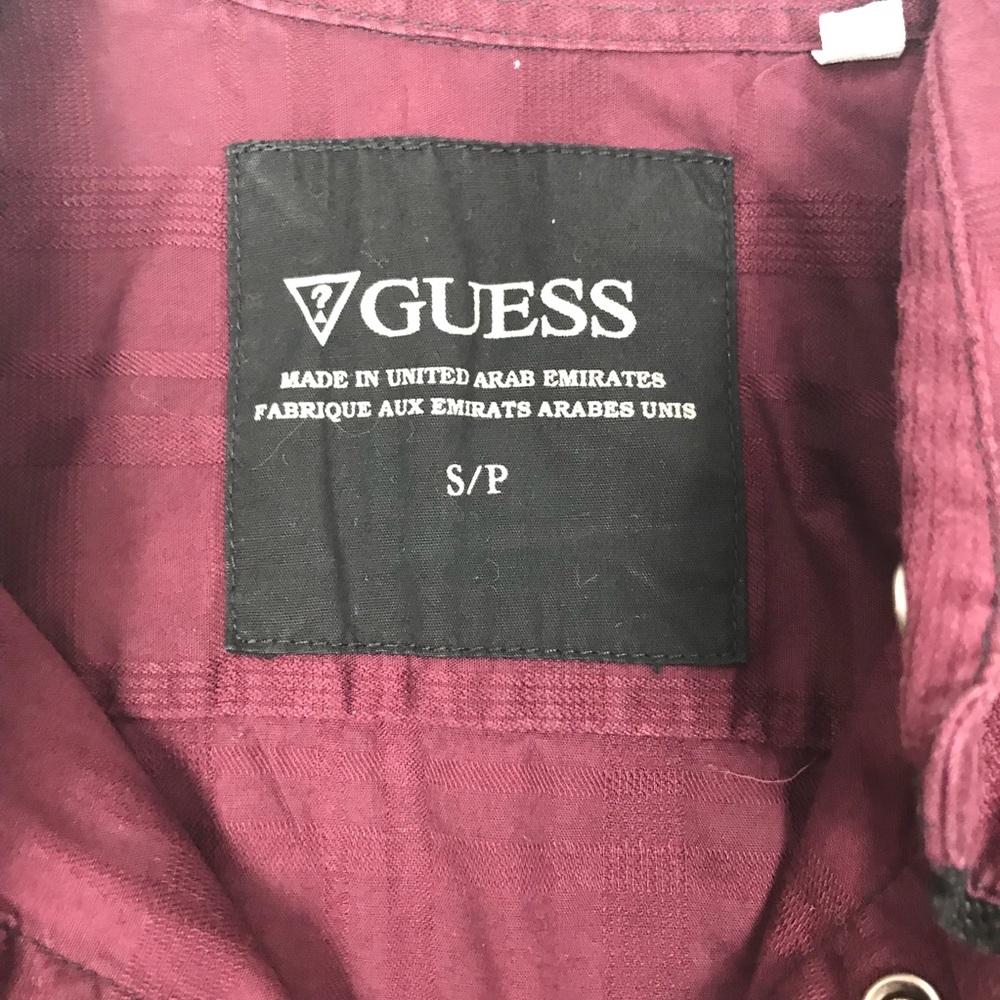 ?
GUESS
MADE IN UNITED ARAB EMIRATES
FABRIQUE AUX EMIRATS ARABES UNIS
S/P